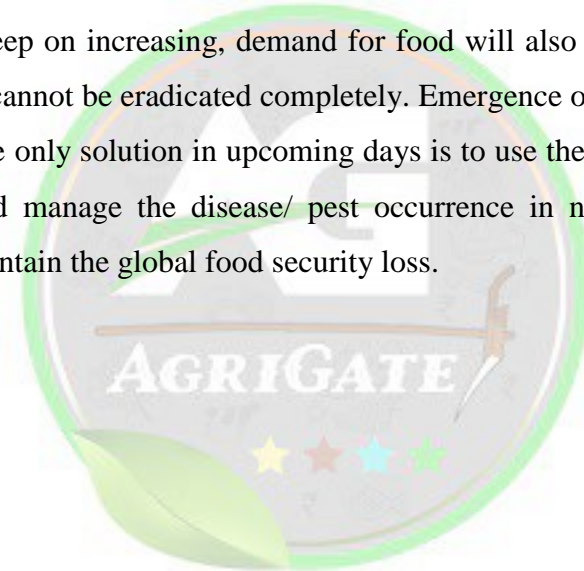 eep on increasing, demand for food will also
cannot be eradicated completely. Emergence o
e only solution in upcoming days is to use the
d manage the disease/ pest occurrence in n
ntain the global food security loss.
AG
AGRIGATE